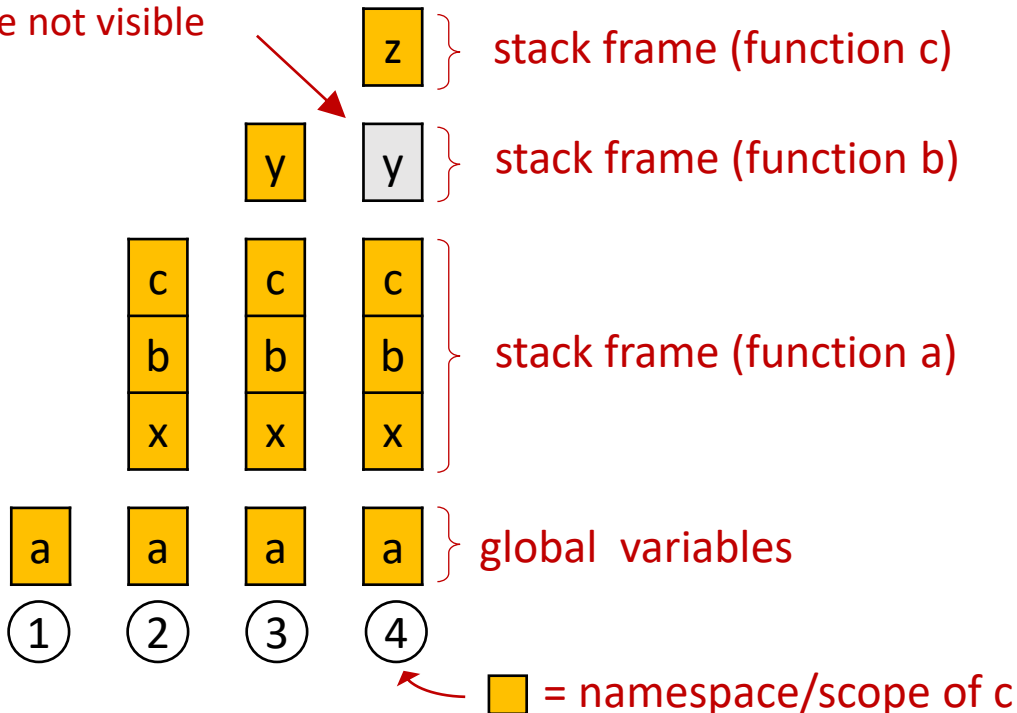 e not visible
z stack frame (function c)
y y stack frame (function b)
c c c
b b b stack frame (function a)
x x x
a a a a global variables
1 2 3 4
= namespace/scope of c